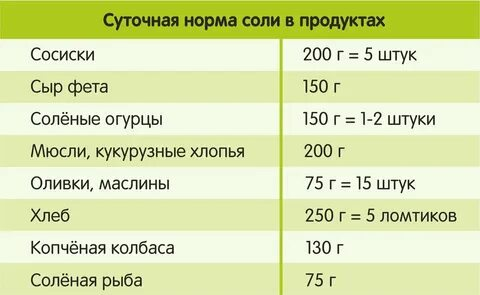 Суточная норма соли в продуктах
Сосиски 200 г = 5 штук
Сыр фета 150 г
Солёные огурцы 150 г = 1-2 штуки
Мюсли, кукурузные хлопья 200 г
Оливки, маслины 75 г = 15 штук
Хлеб 250 г = 5 ломтиков
Копчёная колбаса 130 г
Солёная рыба 75 г